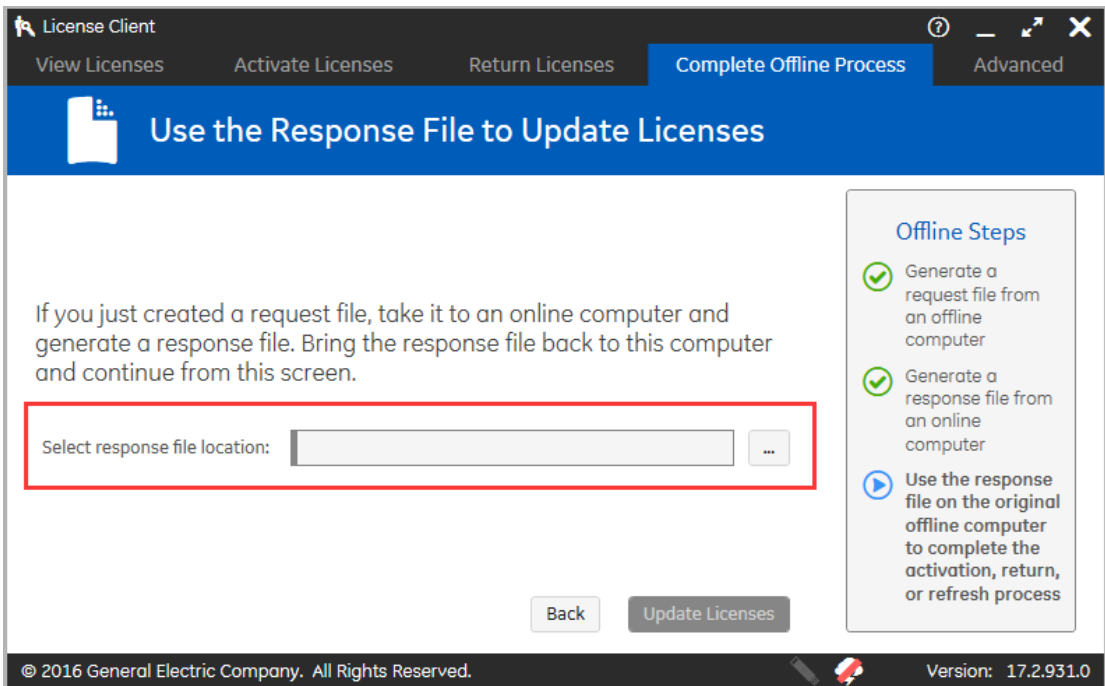 License Client
View Licenses Activate Licenses Return Licenses Complete Offline Process Advanced
Use the Response File to Update Licenses
If you just created a request file, take it to an online computer and
generate a response file. Bring the response file back to this computer
and continue from this screen.
Select response file location: ...
Back Update Licenses
Offline Steps
Generate a
request file from
an offline
computer
Generate a
response file from
an online
computer
Use the response
file on the original
offline computer
to complete the
activation, return,
or refresh process
© 2016 General Electric Company. All Rights Reserved. Version: 17.2.931.0